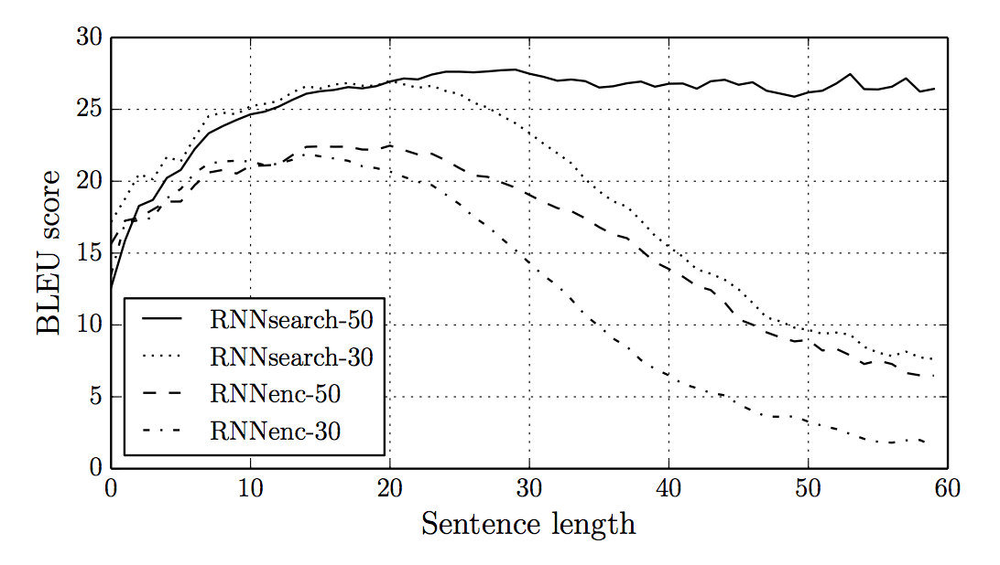 30
25
20
15
10
5
0
BLEU score
RNNsearch-50
RNNsearch-30
RNNenc-50
RNNenc-30
0 10 20 30 40 50 60
Sentence length